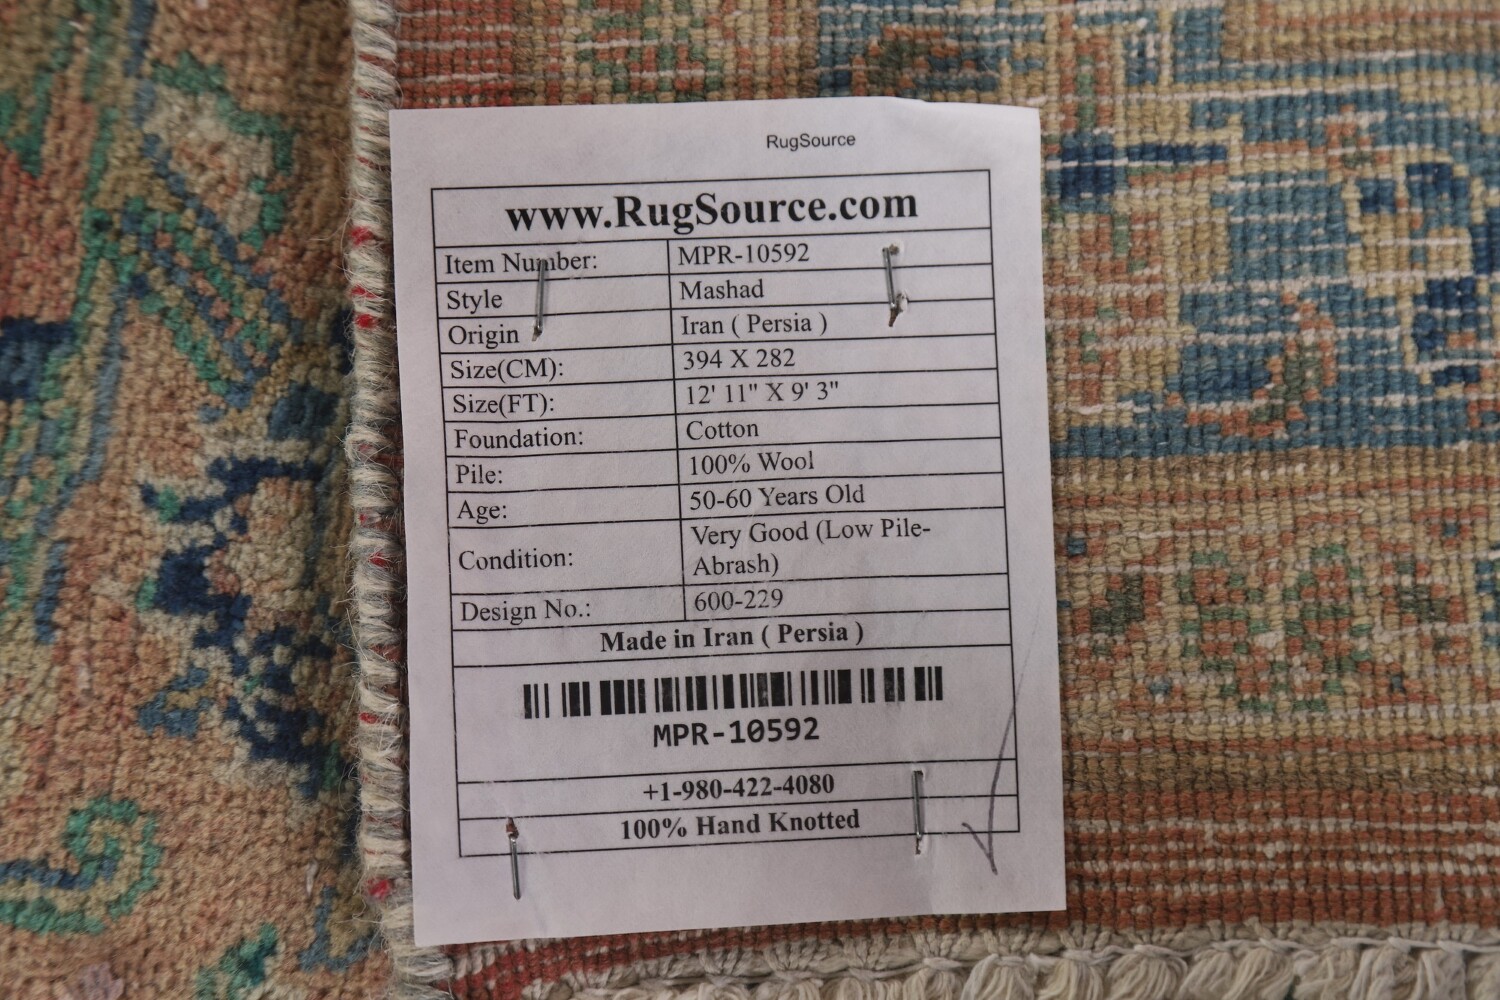 RugSource
www.RugSource.com
Item Number: MPR-10592
Style Mashad
Origin Iran ( Persia )
Size(CM): 394 X 282
Size(FT): 12' 11" X 9' 3"
Foundation: Cotton
Pile: 100% Wool
Age: 50-60 Years Old
Condition: Very Good (Low Pile-
Abrash)
Design No.: 600-229
Made in Iran ( Persia )
MPR-10592
+1-980-422-4080
100% Hand Knotted